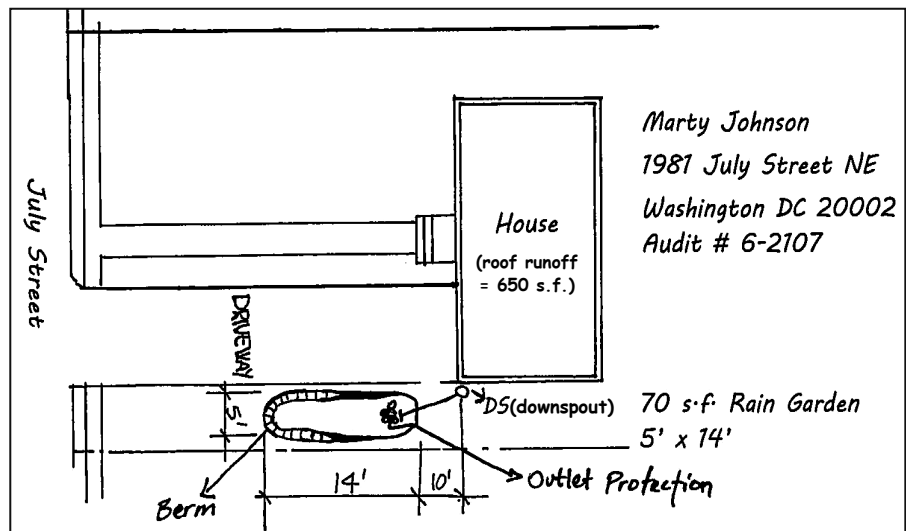 Marty Johnson
1981 July Street NE
Washington DC 20002
Audit # 6-2107
July Street
House
(roof runoff
= 650 s.f.)
DRIVEWAY
5'
DS(downspout)
70 s.f. Rain Garden
5' x 14'
14'
10'
Outlet Protection
Berm